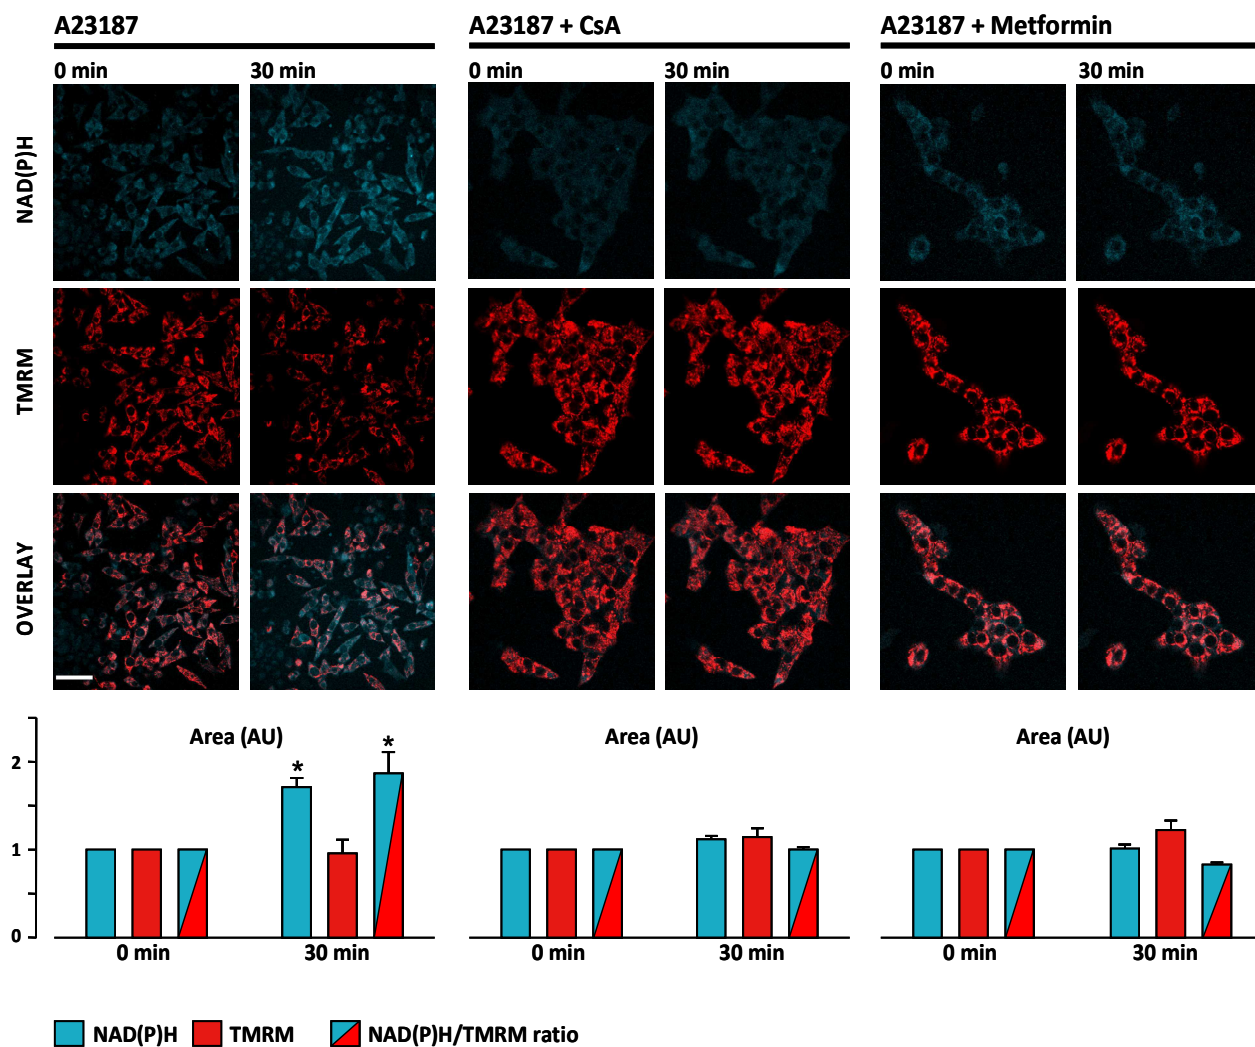 A23187
A23187 + CsA
A23187 + Metformin
0 min
30 min
0 min
30 min
0 min
30 min
NAD(P)H
TMRM
OVERLAY
Area (AU)
Area (AU)
Area (AU)
2
1
0
*
*
0 min
30 min
0 min
30 min
0 min
30 min
NAD(P)H
TMRM
NAD(P)H/TMRM ratio